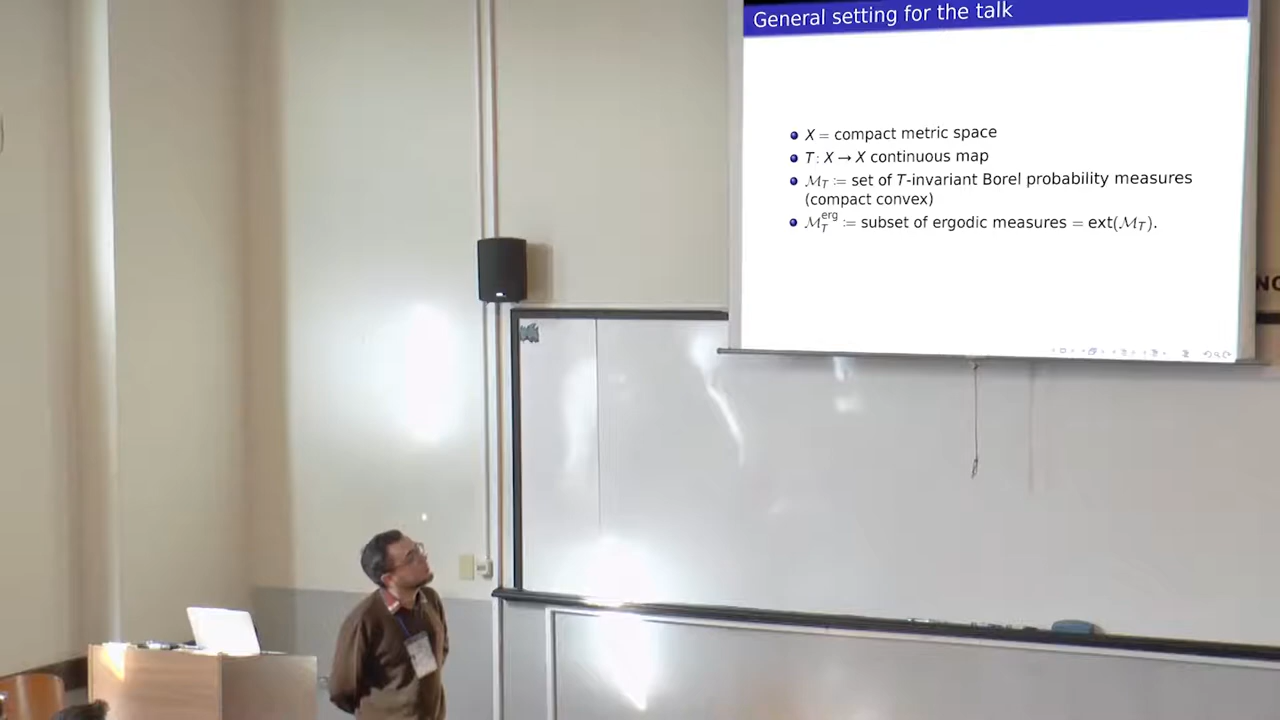 General setting for the talk
X = compact metric space
T : X → X continuous map
ℳ_T := set of T-invariant Borel probability measures
(compact convex)
ℳ_T^erg := subset of ergodic measures = ext(ℳ_T).